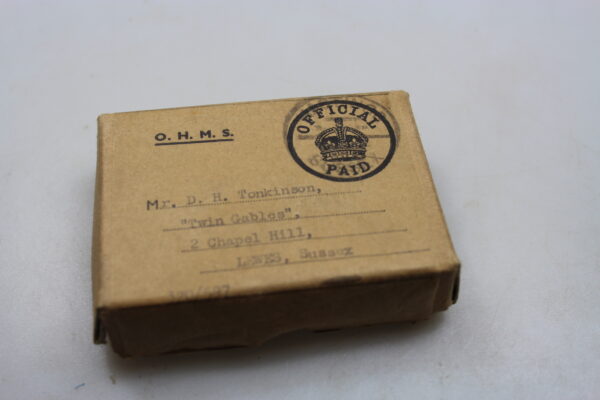 O. H. M. S.
OFFICIAL
PAID
Mr. D. H. Tonkinson,
"Twin Gables",
2 Chapel Hill,
LEWES, Sussex